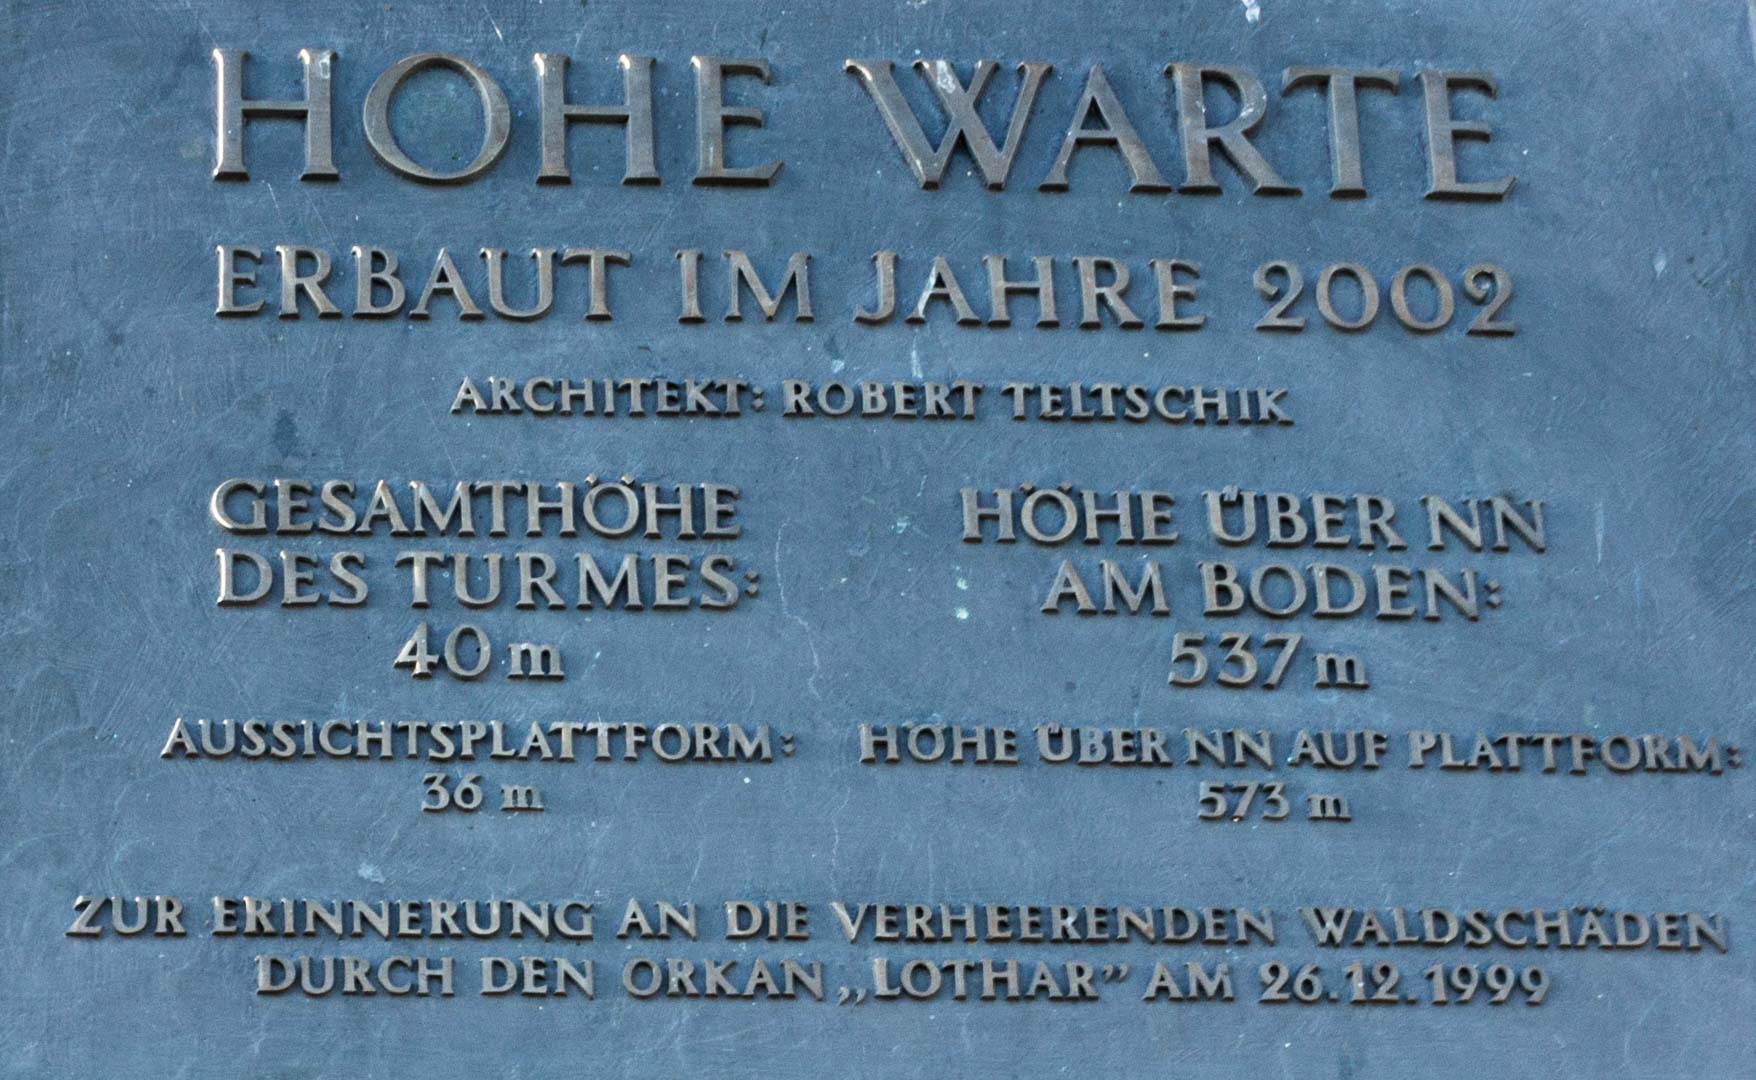 HOHE WARTE
ERBAUT IM JAHRE 2002
ARCHITEKT: ROBERT TELTSCHIK
GESAMTHÖHE
DES TURMES:
40 m
HÖHE ÜBER NN
AM BODEN:
537 m
AUSSICHTSPLATTFORM:
36 m
HÖHE ÜBER NN AUF PLATTFORM:
573 m
ZUR ERINNERUNG AN DIE VERHEERENDEN WALDSCHÄDEN
DURCH DEN ORKAN „LOTHAR” AM 26.12.1999